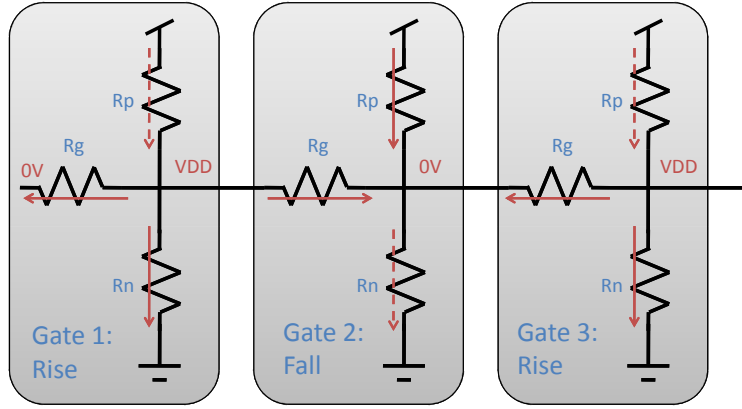 Rp
Rp
Rp
Rg
Rg
Rg
0V
VDD
0V
VDD
Rn
Rn
Rn
Gate 1:
Rise
Gate 2:
Fall
Gate 3:
Rise